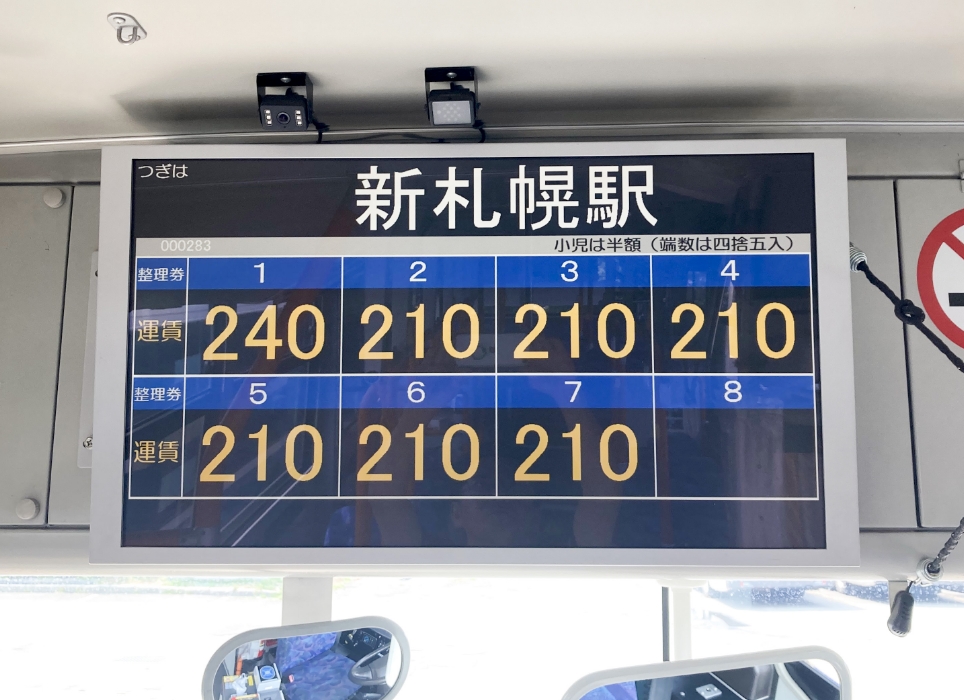 つぎは
新札幌駅
000283 小児は半額（端数は四捨五入）
整理券 1 2 3 4
運賃 240 210 210 210
整理券 5 6 7 8
運賃 210 210 210